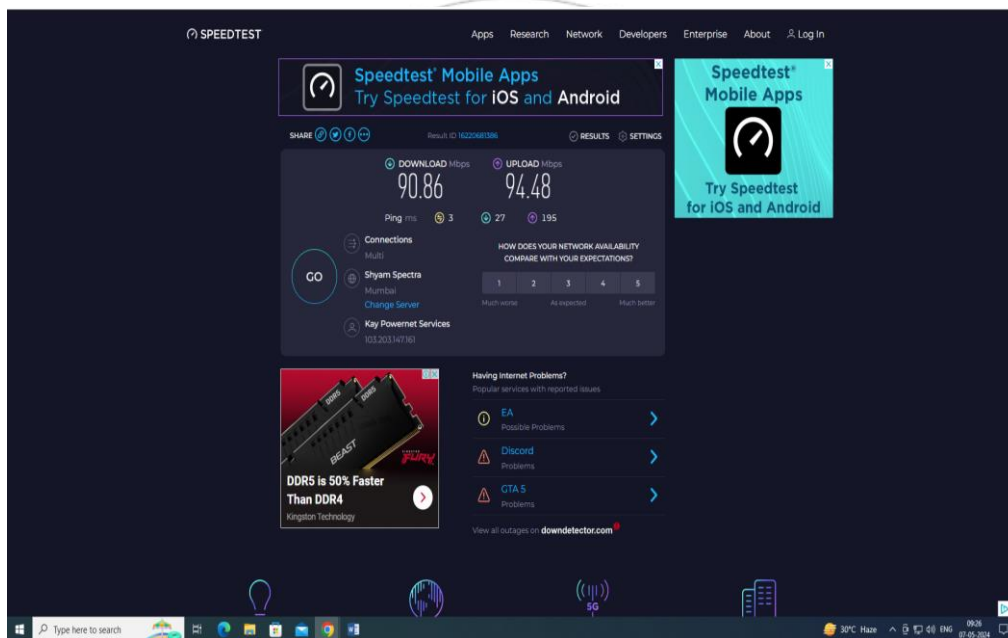 SPEEDTEST
Apps Research Network Developers Enterprise About Log In
Speedtest® Mobile Apps
Try Speedtest for iOS and Android
Speedtest®
Mobile Apps
Try Speedtest
for iOS and Android
SHARE Result ID 16220681386 RESULTS SETTINGS
DOWNLOAD Mbps UPLOAD Mbps
90.86 94.48
Ping ms 3 27 195
Connections
Multi
Shyam Spectra
Mumbai
Change Server
Kay Powernet Services
103.203.147.161
GO
HOW DOES YOUR NETWORK AVAILABILITY
COMPARE WITH YOUR EXPECTATIONS?
1 2 3 4 5
Much worse As expected Much better
DDR5 DDR5
BEAST
FURY
DDR5 is 50% Faster
Than DDR4
Kingston Technology
Having Internet Problems?
Popular services with reported issues
EA
Possible Problems
Discord
Problems
GTA 5
Problems
View all outages on downdetector.com
5G
Type here to search
30°C Haze ENG
09:26
07-05-2024